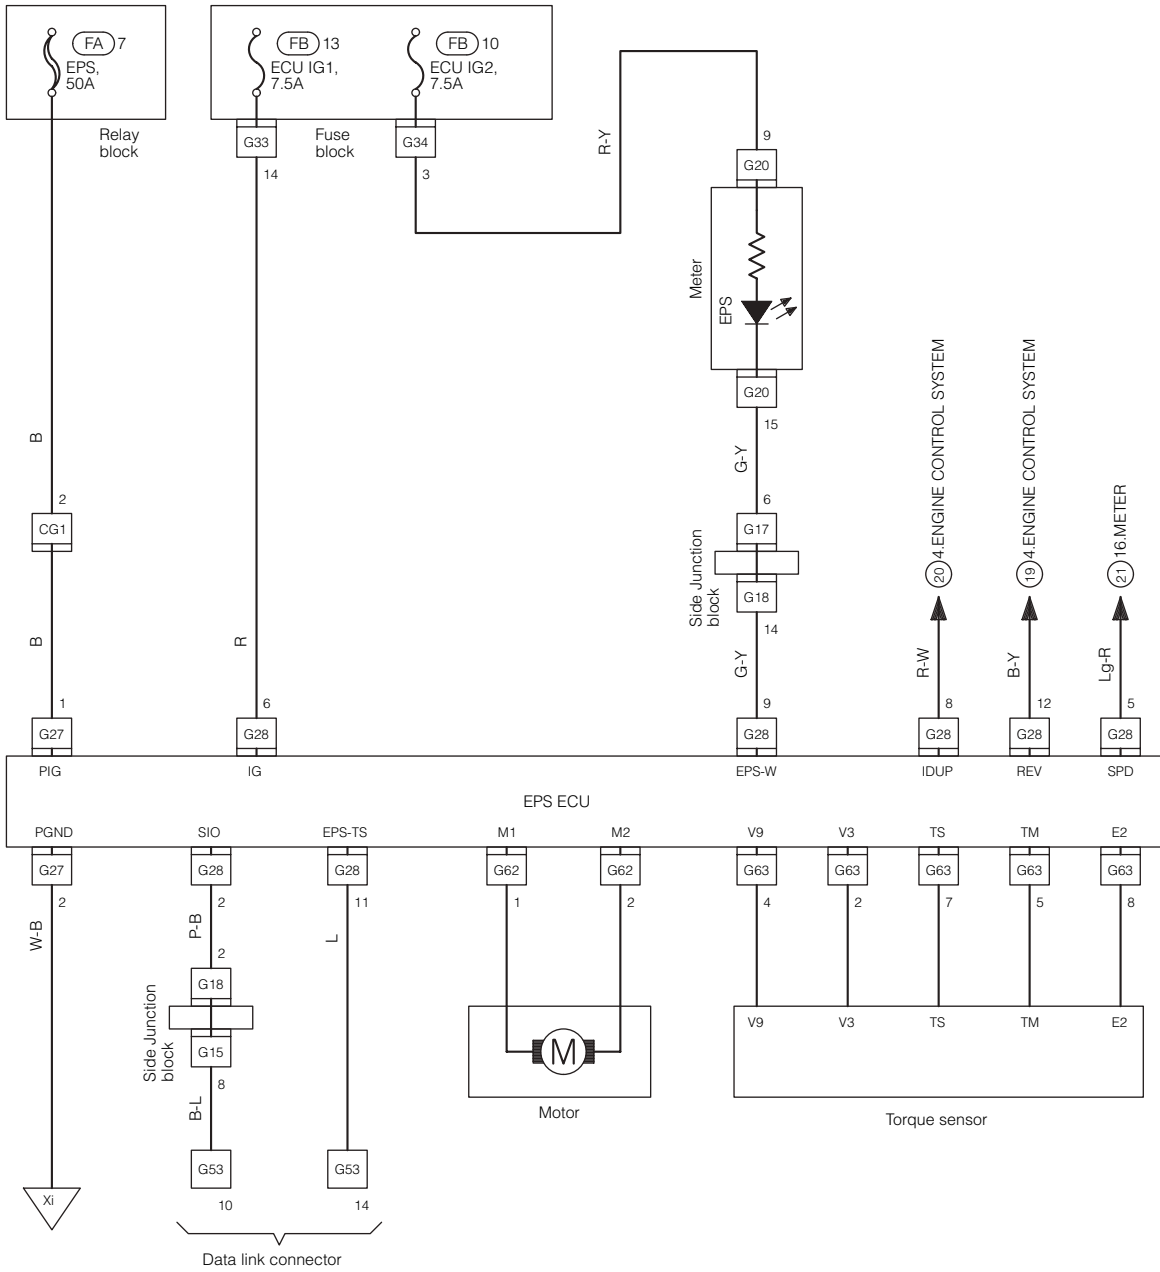 FA 7
EPS,
50A
Relay
block
FB 13
ECU IG1,
7.5A
FB 10
ECU IG2,
7.5A
Fuse
block
G33
14
G34
3
R-Y
9
G20
Meter
EPS
G20
15
G-Y
6
G17
Side Junction
block
G18
14
G-Y
9
G28
B
2
CG1
B
1
G27
R
6
G28
20 4.ENGINE CONTROL SYSTEM
R-W
8
G28
19 4.ENGINE CONTROL SYSTEM
B-Y
12
G28
21 16.METER
Lg-R
5
G28
PIG
IG
EPS-W
IDUP
REV
SPD
EPS ECU
PGND
SIO
EPS-TS
M1
M2
V9
V3
TS
TM
E2
G27
G28
G28
G62
G62
G63
G63
G63
G63
G63
2
2
11
1
2
4
2
7
5
8
W-B
P-B
L
2
G18
Side Junction
block
G15
8
B-L
G53
10
G53
14
Xi
Data link connector
M
Motor
V9
V3
TS
TM
E2
Torque sensor